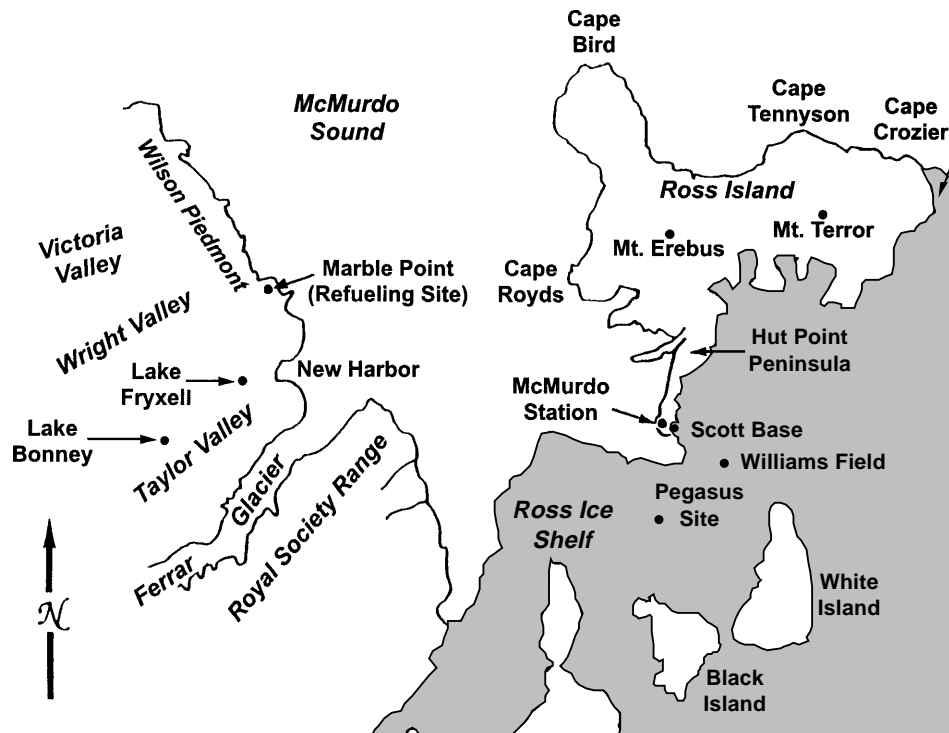 Cape
Bird
McMurdo
Sound
Cape
Tennyson
Cape
Crozier
Wilson Piedmont
Ross Island
Mt. Terror
Mt. Erebus
Victoria
Valley
Cape
Royds
Marble Point
(Refueling Site)
Wright Valley
Hut Point
Peninsula
New Harbor
Lake
Fryxell
McMurdo
Station
Lake
Bonney
Scott Base
Taylor Valley
Williams Field
Pegasus
Site
Ross Ice
Shelf
Ferrar Glacier
Royal Society Range
White
Island
Black
Island
N